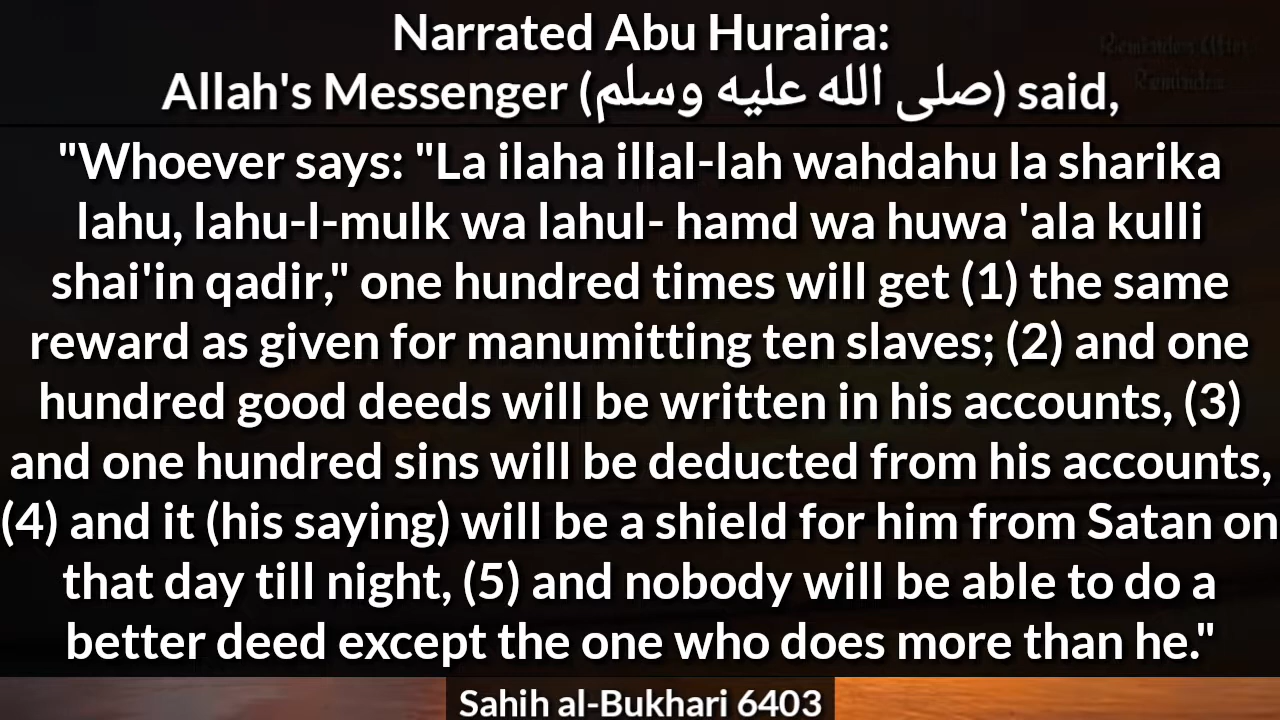 Narrated Abu Huraira:
Allah's Messenger (صلى الله عليه وسلم) said,
"Whoever says: "La ilaha illal-lah wahdahu la sharika
lahu, lahu-l-mulk wa lahul- hamd wa huwa 'ala kulli
shai'in qadir," one hundred times will get (1) the same
reward as given for manumitting ten slaves; (2) and one
hundred good deeds will be written in his accounts, (3)
and one hundred sins will be deducted from his accounts,
(4) and it (his saying) will be a shield for him from Satan on
that day till night, (5) and nobody will be able to do a
better deed except the one who does more than he."
Sahih al-Bukhari 6403